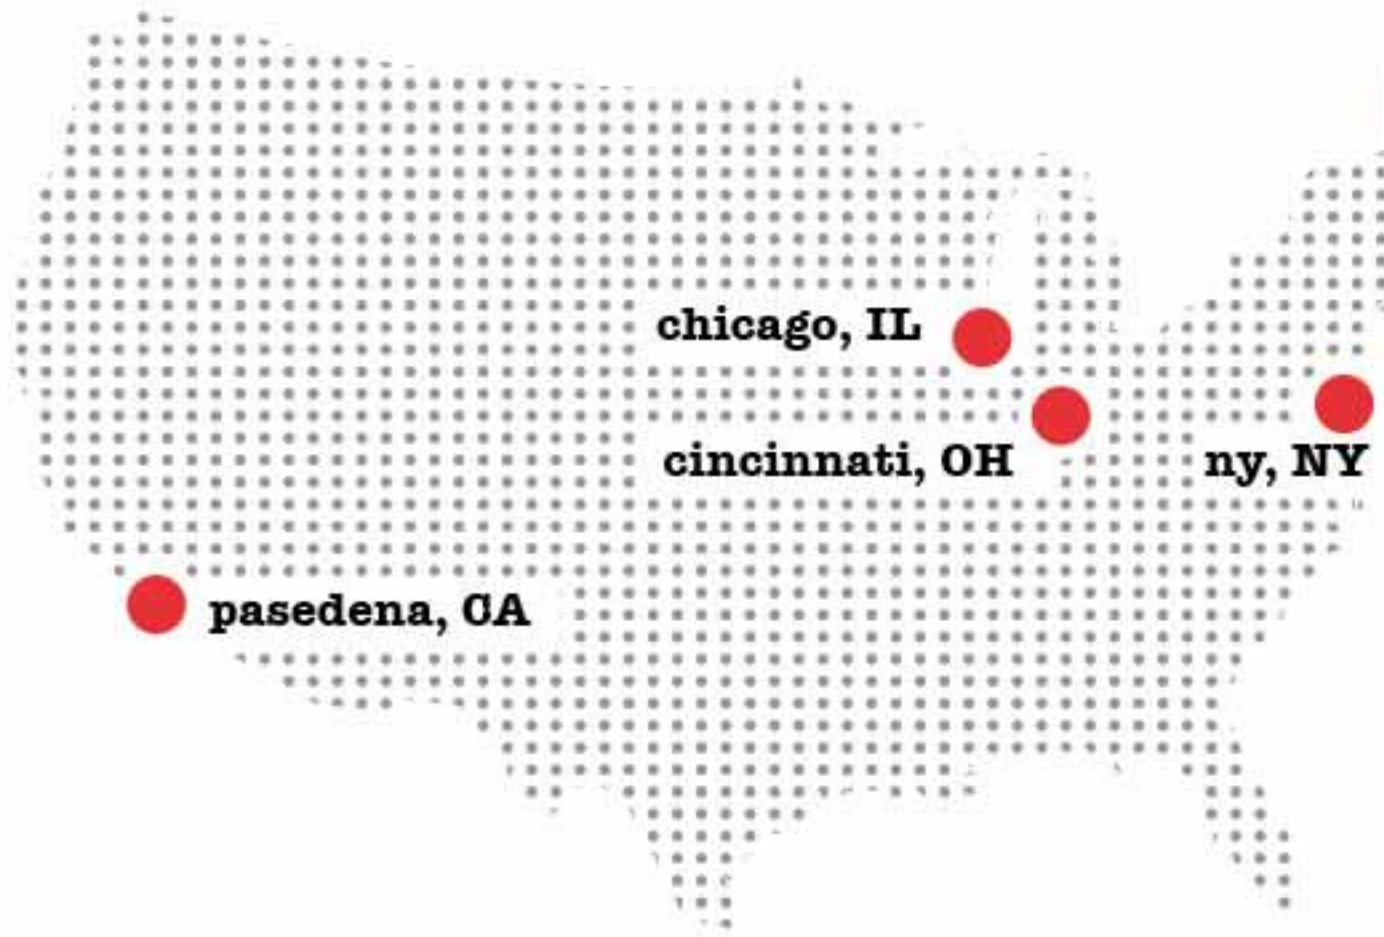 chicago, IL
cincinnati, OH
ny, NY
pasedena, CA